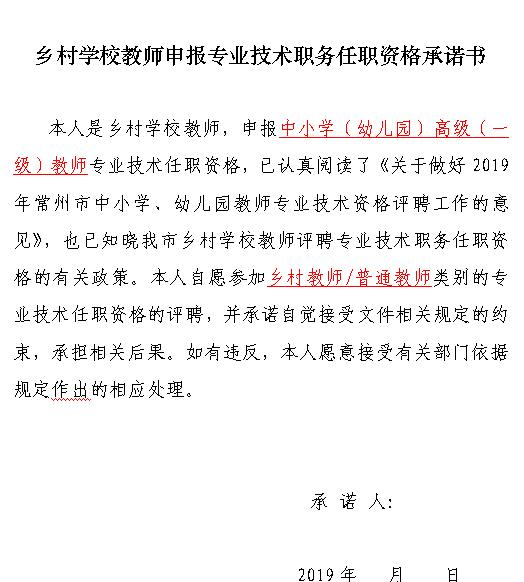 乡村学校教师申报专业技术职务任职资格承诺书
本人是乡村学校教师，申报中小学（幼儿园）高级（一
级）教师专业技术任职资格，已认真阅读了《关于做好 2019
年常州市中小学、幼儿园教师专业技术资格评聘工作的意
见》，也已知晓我市乡村学校教师评聘专业技术职务任职资
格的有关政策。本人自愿参加乡村教师/普通教师类别的专
业技术任职资格的评聘，并承诺自觉接受文件相关规定的约
束，承担相关后果。如有违反，本人愿意接受有关部门依据
规定作出的相应处理。
承 诺 人：
2019 年 月 日